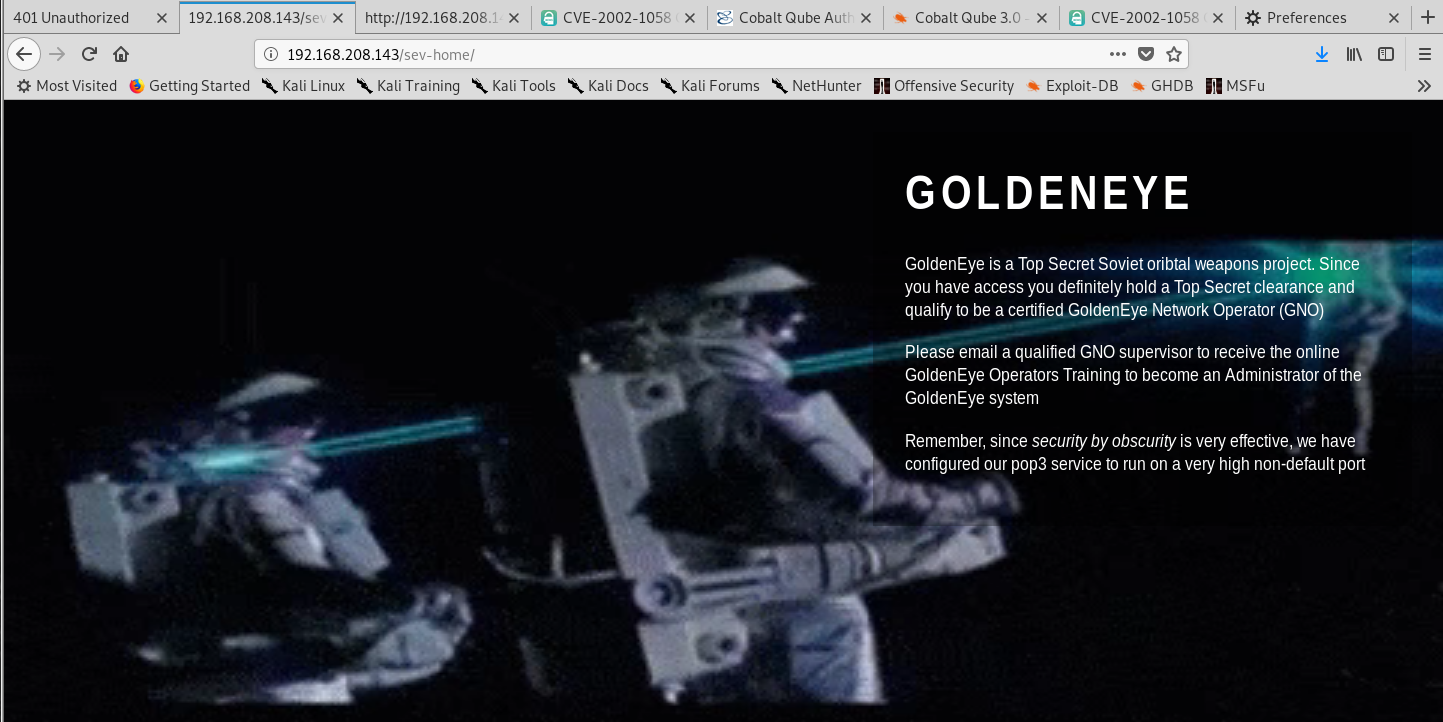 401 Unauthorized
192.168.208.143/sev
http://192.168.208.1
CVE-2002-1058
Cobalt Qube Auth
Cobalt Qube 3.0 -
CVE-2002-1058
Preferences
192.168.208.143/sev-home/
Most Visited
Getting Started
Kali Linux
Kali Training
Kali Tools
Kali Docs
Kali Forums
NetHunter
Offensive Security
Exploit-DB
GHDB
MSFu
GOLDENEYE
GoldenEye is a Top Secret Soviet oribtal weapons project. Since
you have access you definitely hold a Top Secret clearance and
qualify to be a certified GoldenEye Network Operator (GNO)
Please email a qualified GNO supervisor to receive the online
GoldenEye Operators Training to become an Administrator of the
GoldenEye system
Remember, since security by obscurity is very effective, we have
configured our pop3 service to run on a very high non-default port